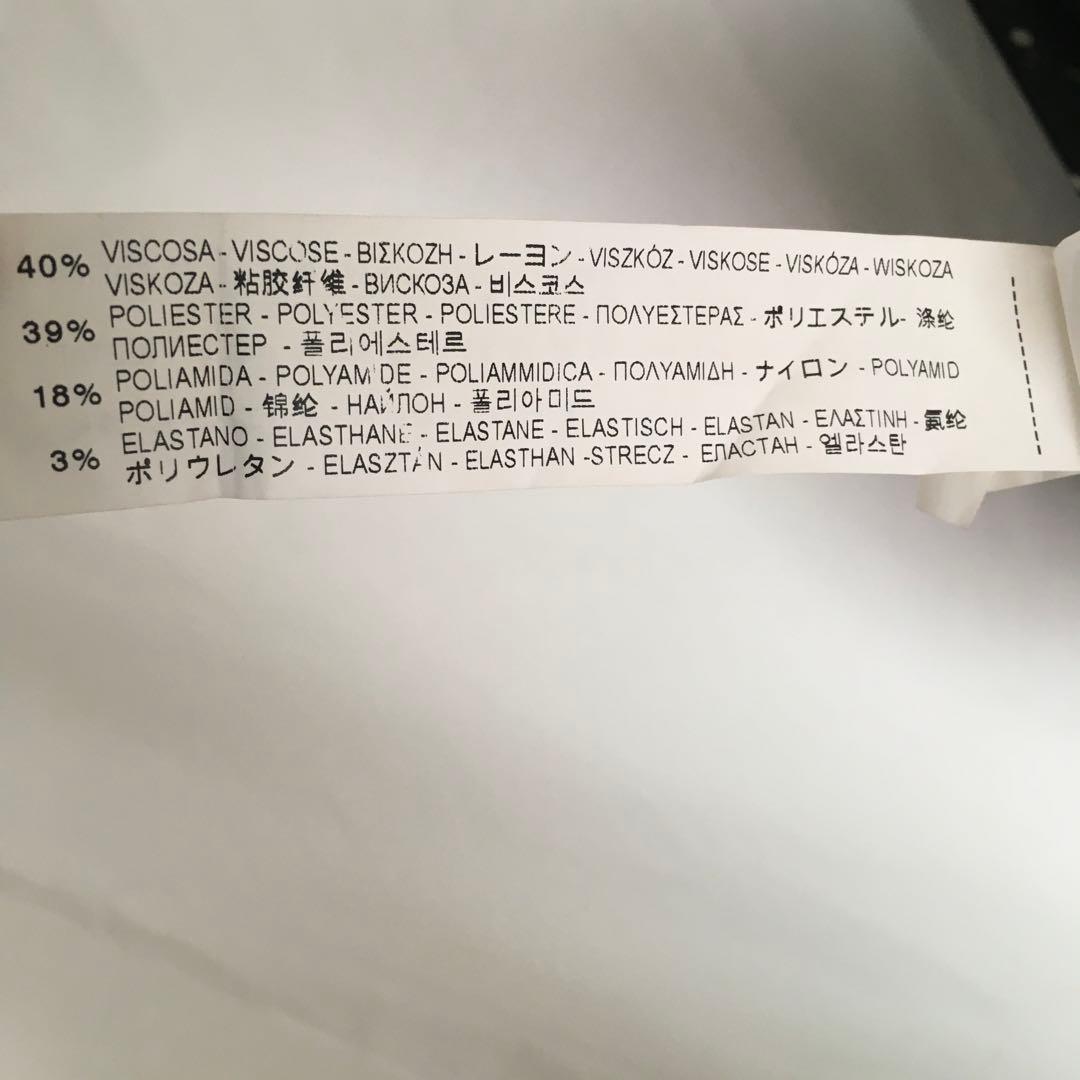 40% VISCOSA - VISCOSE - ΒΙΣΚΟΖΗ - レーヨン - VISZKÓZ - VISKOSE - VISKÓZA - WISKOZA
VISKOZA - 粘胶纤维 - ВИСКОЗА - 비스코스
39% POLIESTER - POLYESTER - POLIESTERE - ΠΟΛΥΕΣΤΕΡΑΣ - ポリエステル- 涤纶
ПОЛИЕСТЕР - 폴리에스테르
18% POLIAMIDA - POLYAMIDE - POLIAMMIDICA - ΠΟΛΥΑΜΙΔΗ - ナイロン - POLYAMID
POLIAMID - 锦纶 - НАЙЛОН - 폴리아미드
3% ELASTANO - ELASTHANE - ELASTANE - ELASTISCH - ELASTAN - ΕΛΑΣΤΙΝΗ - 氨纶
ポリウレタン - ELASZTÁN - ELASTHAN -STRECZ - ЕЛАСТАН - 엘라스탄